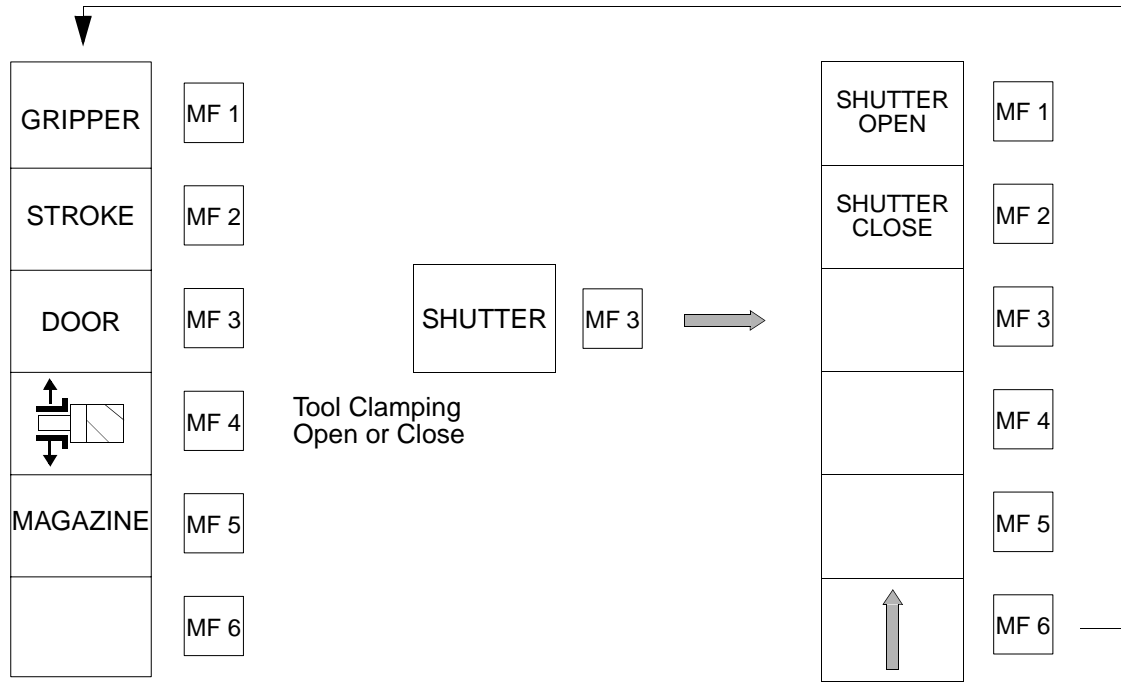 GRIPPER
MF 1
STROKE
MF 2
DOOR
MF 3
MF 4
Tool Clamping
Open or Close
MAGAZINE
MF 5
MF 6
SHUTTER
MF 3
SHUTTER
OPEN
MF 1
SHUTTER
CLOSE
MF 2
MF 3
MF 4
MF 5
MF 6